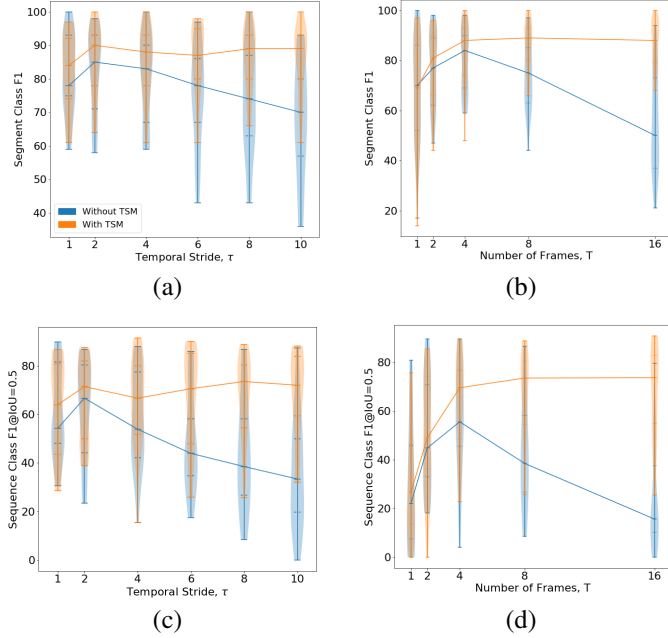 100
90
80
70
60
50
40
Segment Class F1
Without TSM
With TSM
1 2 4 6 8 10
Temporal Stride, τ
(a)
100
80
60
40
20
Segment Class F1
1 2 4 8 16
Number of Frames, T
(b)
80
60
40
20
0
Sequence Class F1@IoU=0.5
1 2 4 6 8 10
Temporal Stride, τ
(c)
80
60
40
20
0
Sequence Class F1@IoU=0.5
1 2 4 8 16
Number of Frames, T
(d)